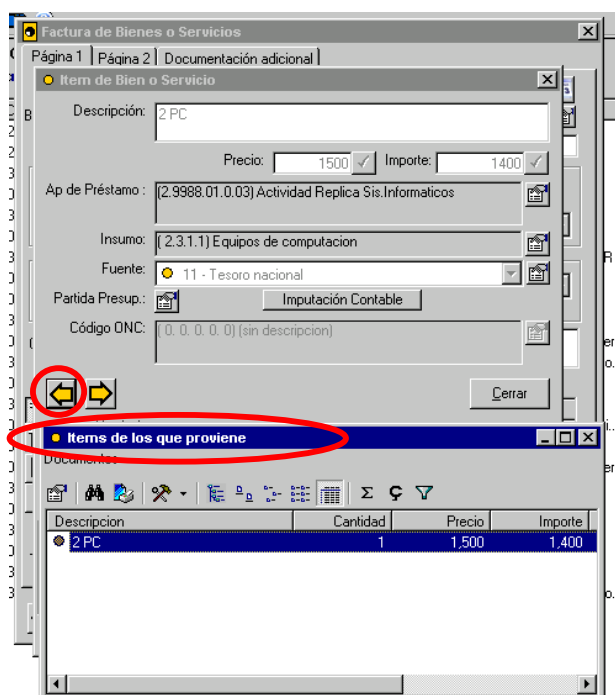 Factura de Bienes o Servicios
Página 1 Página 2 Documentación adicional
Item de Bien o Servicio
Descripción: 2 PC
Precio: 1500 Importe: 1400
Ap de Préstamo : (2.9988.01.0.03) Actividad Replica Sis.Informaticos
Insumo: ( 2.3.1.1) Equipos de computacion
Fuente: 11 - Tesoro nacional
Partida Presup.: Imputación Contable
Código ONC: ( 0. 0. 0. 0. 0) (sin descripcion)
Cerrar
Items de los que proviene
Documentos
Σ Ç
Descripcion Cantidad Precio Importe
2 PC 1 1,500 1,400